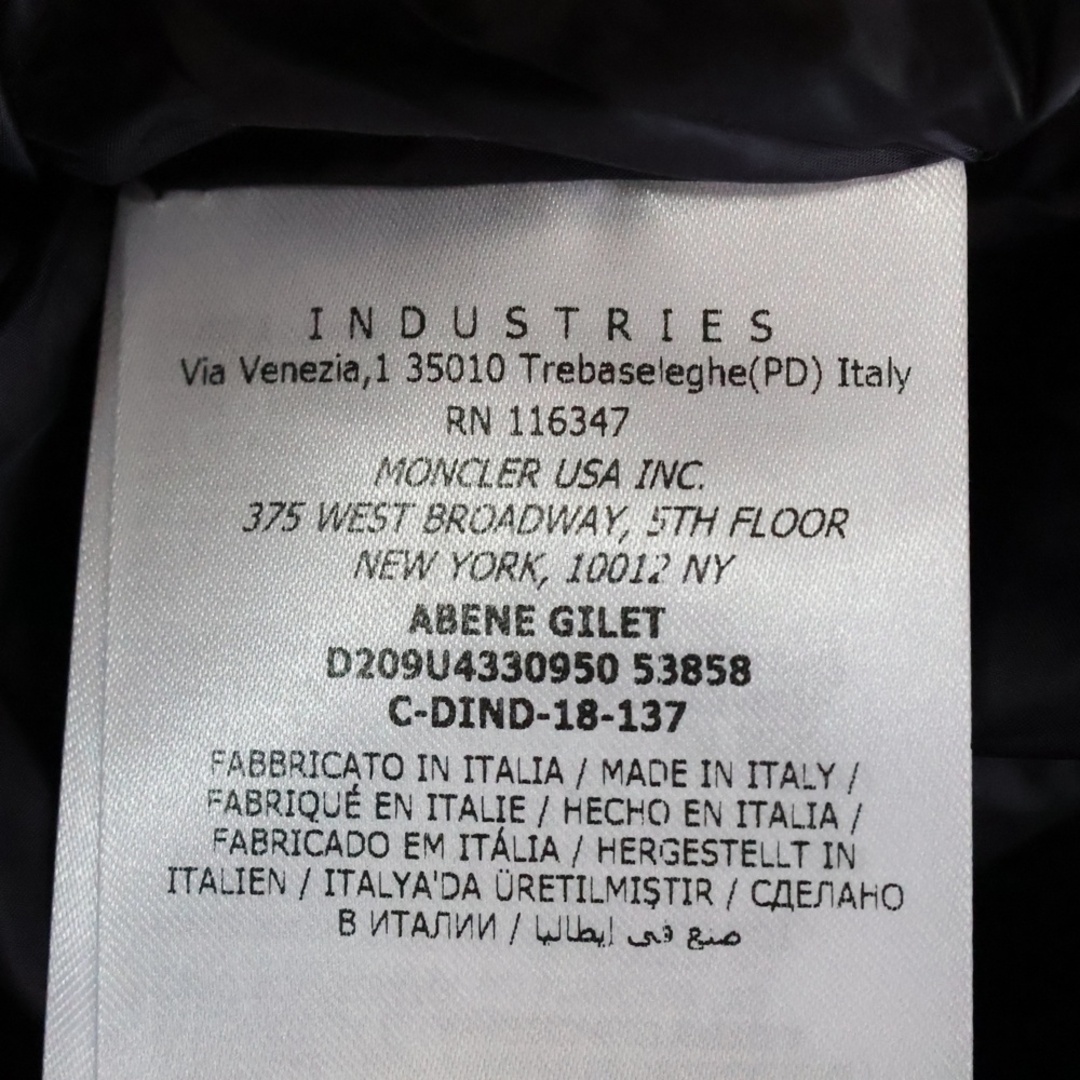 INDUSTRIES
Via Venezia,1 35010 Trebaseleghe(PD) Italy
RN 116347
MONCLER USA INC.
375 WEST BROADWAY, 5TH FLOOR
NEW YORK, 10012 NY
ABENE GILET
D209U4330950 53858
C-DIND-18-137
FABBRICATO IN ITALIA / MADE IN ITALY /
FABRIQUÉ EN ITALIE / HECHO EN ITALIA /
FABRICADO EM ITÁLIA / HERGESTELLT IN
ITALIEN / ITALYA'DA ÜRETILMIŞTIR / СДЕЛАНО
В ИТАЛИИ / صنع في إيطاليا